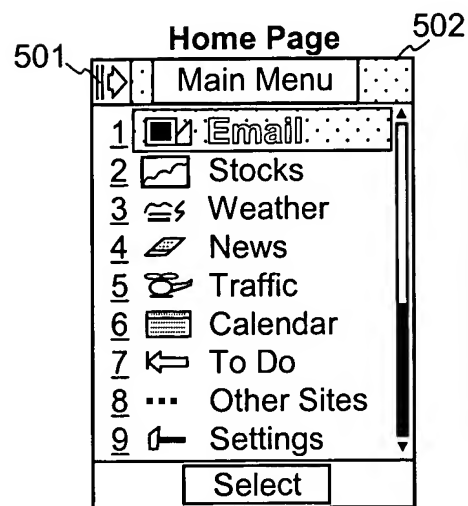 Home Page
501
502
Main Menu
1 Email
2 Stocks
3 Weather
4 News
5 Traffic
6 Calendar
7 To Do
8 Other Sites
9 Settings
Select